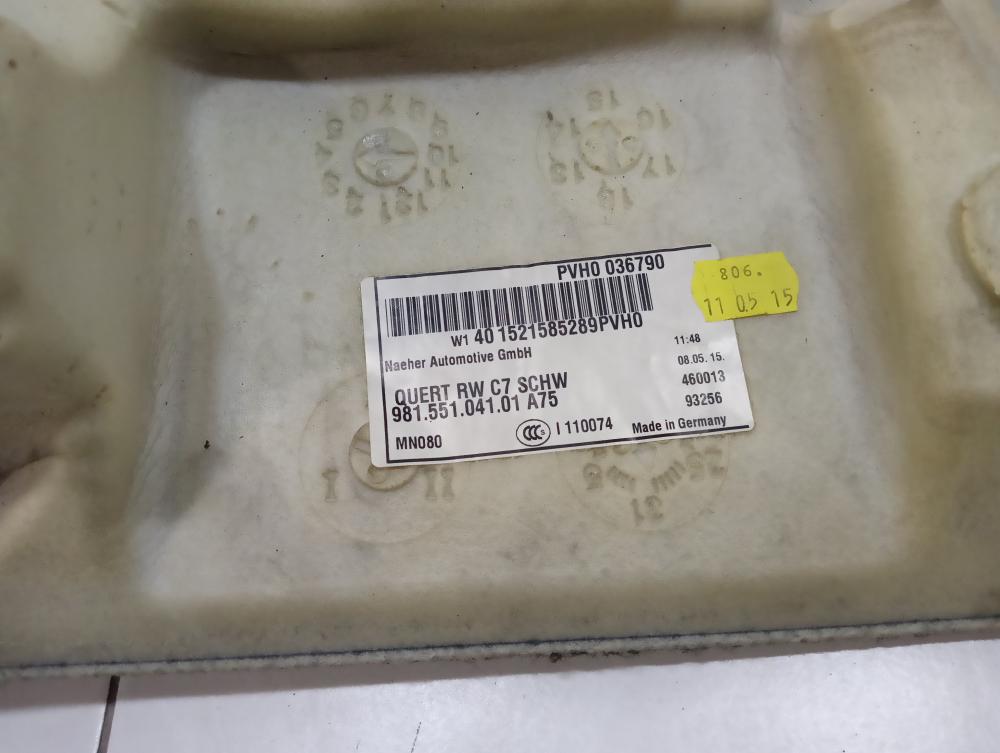 PVH0 036790
W1 40 1521585289PVH0
Naeher Automotive GmbH
11:48
08.05.15.
QUERT RW C7 SCHW
460013
981.551.041.01 A75
93256
MN080
CCC S
I 110074
Made in Germany
806.
11 05 15